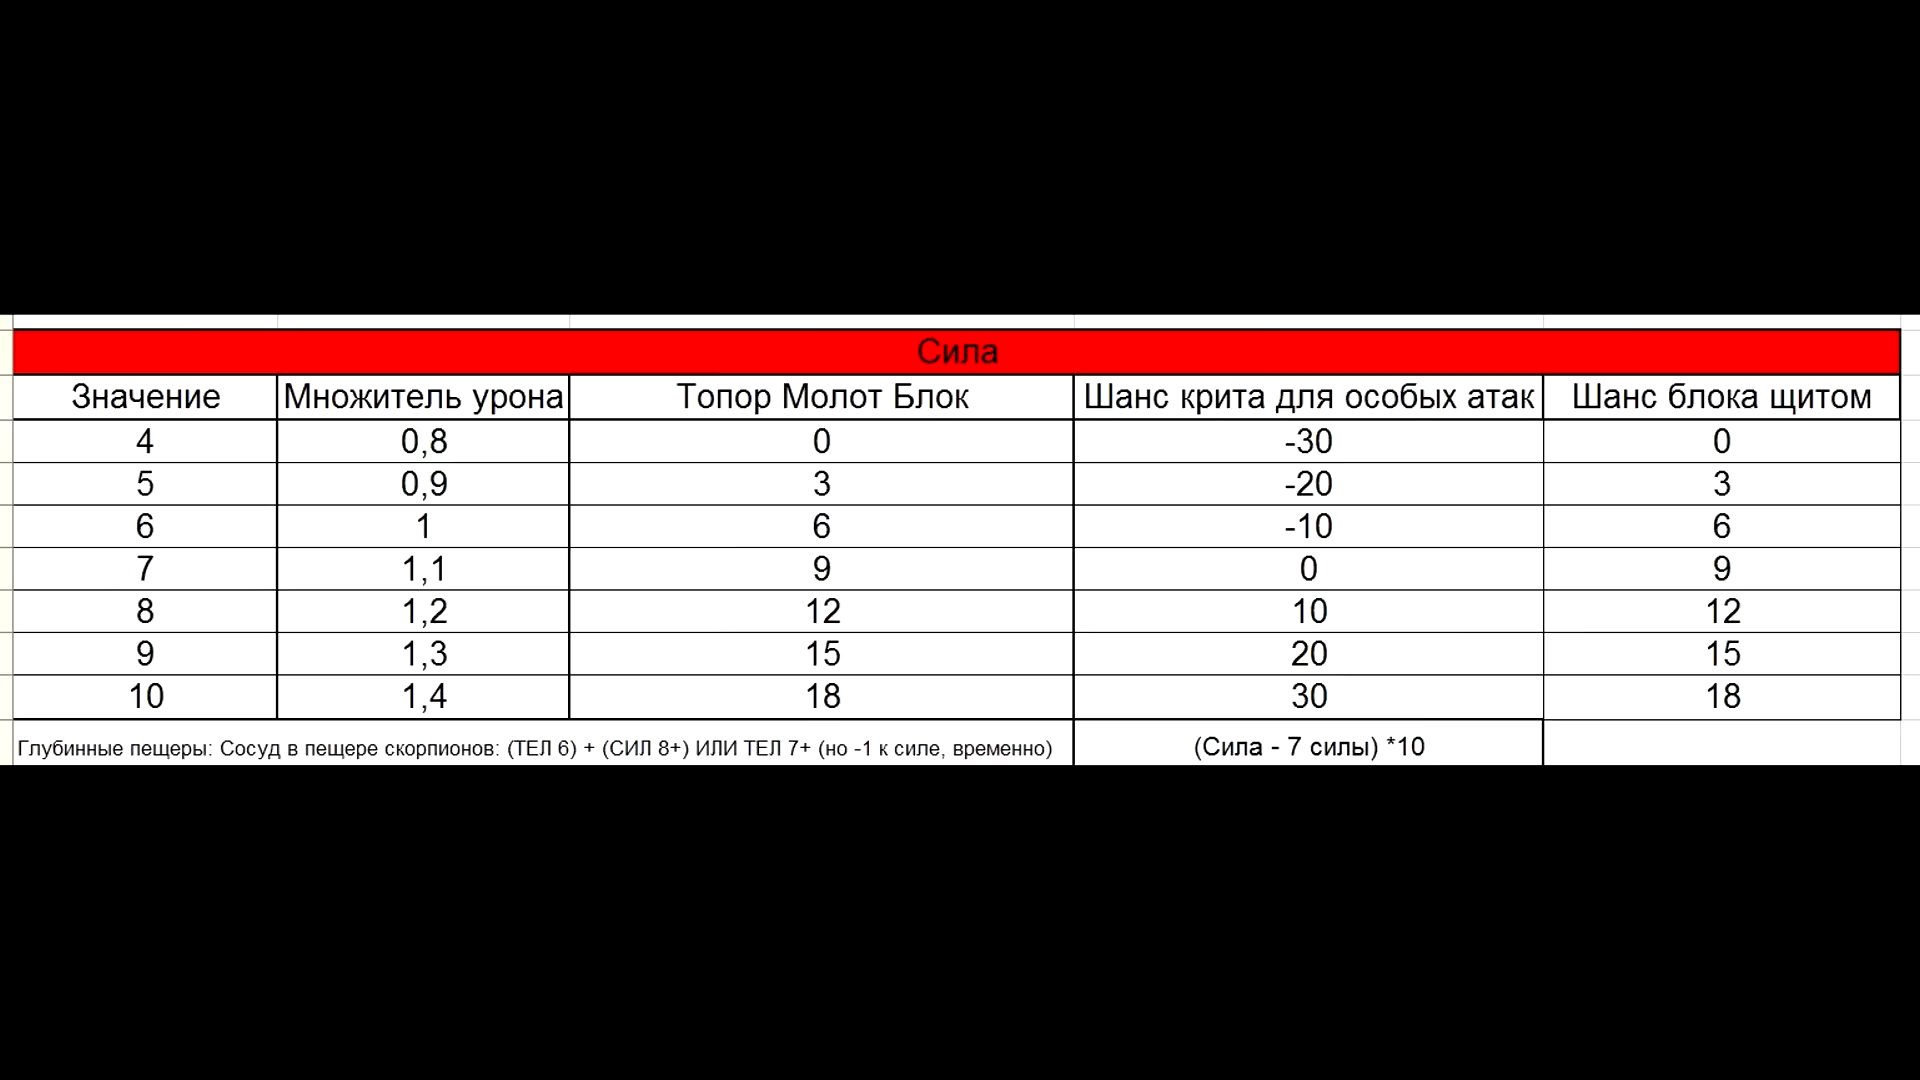 Сила
Значение Множитель урона Топор Молот Блок Шанс крита для особых атак Шанс блока щитом
4 0,8 0 -30 0
5 0,9 3 -20 3
6 1 6 -10 6
7 1,1 9 0 9
8 1,2 12 10 12
9 1,3 15 20 15
10 1,4 18 30 18
Глубинные пещеры: Сосуд в пещере скорпионов: (ТЕЛ 6) + (СИЛ 8+) ИЛИ ТЕЛ 7+ (но -1 к силе, временно) (Сила - 7 силы) *10